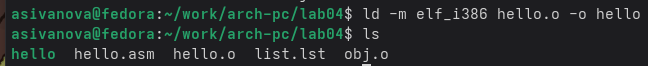 asivanova@fedora:~/work/arch-pc/lab04$ ld -m elf_i386 hello.o -o hello
asivanova@fedora:~/work/arch-pc/lab04$ ls
hello  hello.asm  hello.o  list.lst  obj.o